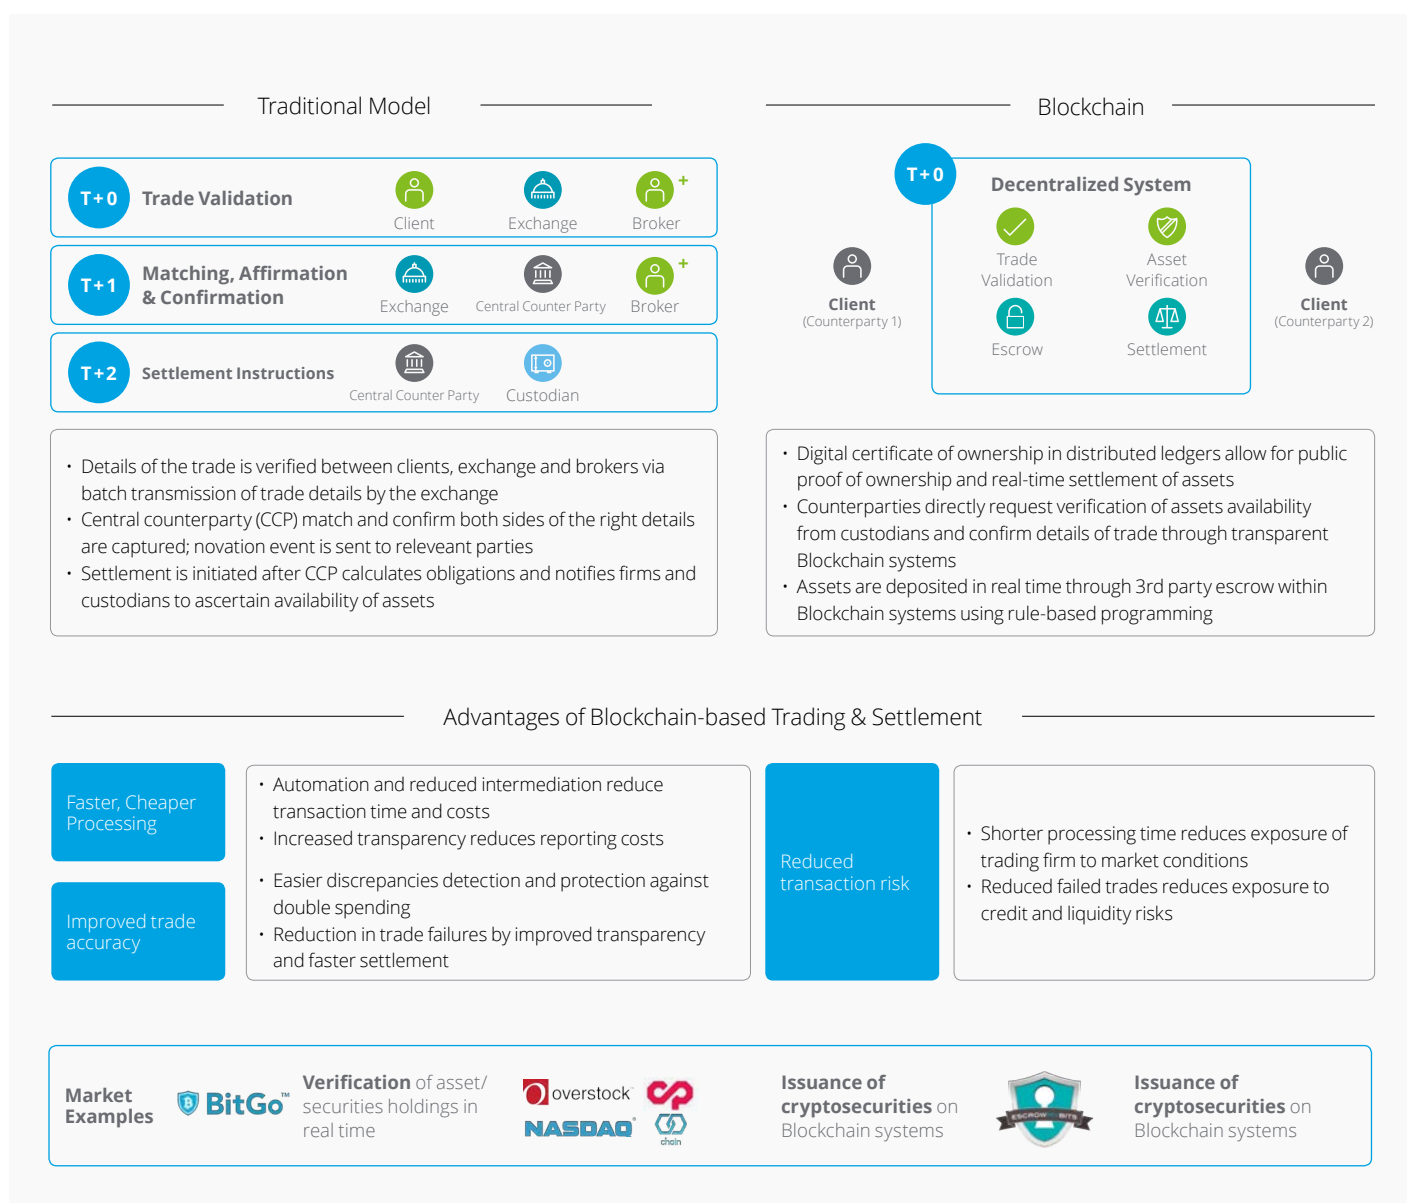 Traditional Model
T+0
Trade Validation
Client
Exchange
Broker
+
T+1
Matching, Affirmation
& Confirmation
Exchange
Central Counter Party
Broker
+
T+2
Settlement Instructions
Central Counter Party
Custodian
• Details of the trade is verified between clients, exchange and brokers via
batch transmission of trade details by the exchange
• Central counterparty (CCP) match and confirm both sides of the right details
are captured; novation event is sent to releveant parties
• Settlement is initiated after CCP calculates obligations and notifies firms and
custodians to ascertain availability of assets
Blockchain
T+0
Decentralized System
Trade
Validation
Asset
Verification
Escrow
Settlement
Client
(Counterparty 1)
Client
(Counterparty 2)
• Digital certificate of ownership in distributed ledgers allow for public
proof of ownership and real-time settlement of assets
• Counterparties directly request verification of assets availability
from custodians and confirm details of trade through transparent
Blockchain systems
• Assets are deposited in real time through 3rd party escrow within
Blockchain systems using rule-based programming
Advantages of Blockchain-based Trading & Settlement
Faster, Cheaper
Processing
• Automation and reduced intermediation reduce
transaction time and costs
• Increased transparency reduces reporting costs
Improved trade
accuracy
• Easier discrepancies detection and protection against
double spending
• Reduction in trade failures by improved transparency
and faster settlement
Reduced
transaction risk
• Shorter processing time reduces exposure of
trading firm to market conditions
• Reduced failed trades reduces exposure to
credit and liquidity risks
Market
Examples
BitGo™
Verification of asset/
securities holdings in
real time
overstock
NASDAQ
chain
Issuance of
cryptosecurities on
Blockchain systems
ESCROW BITS
Issuance of
cryptosecurities on
Blockchain systems